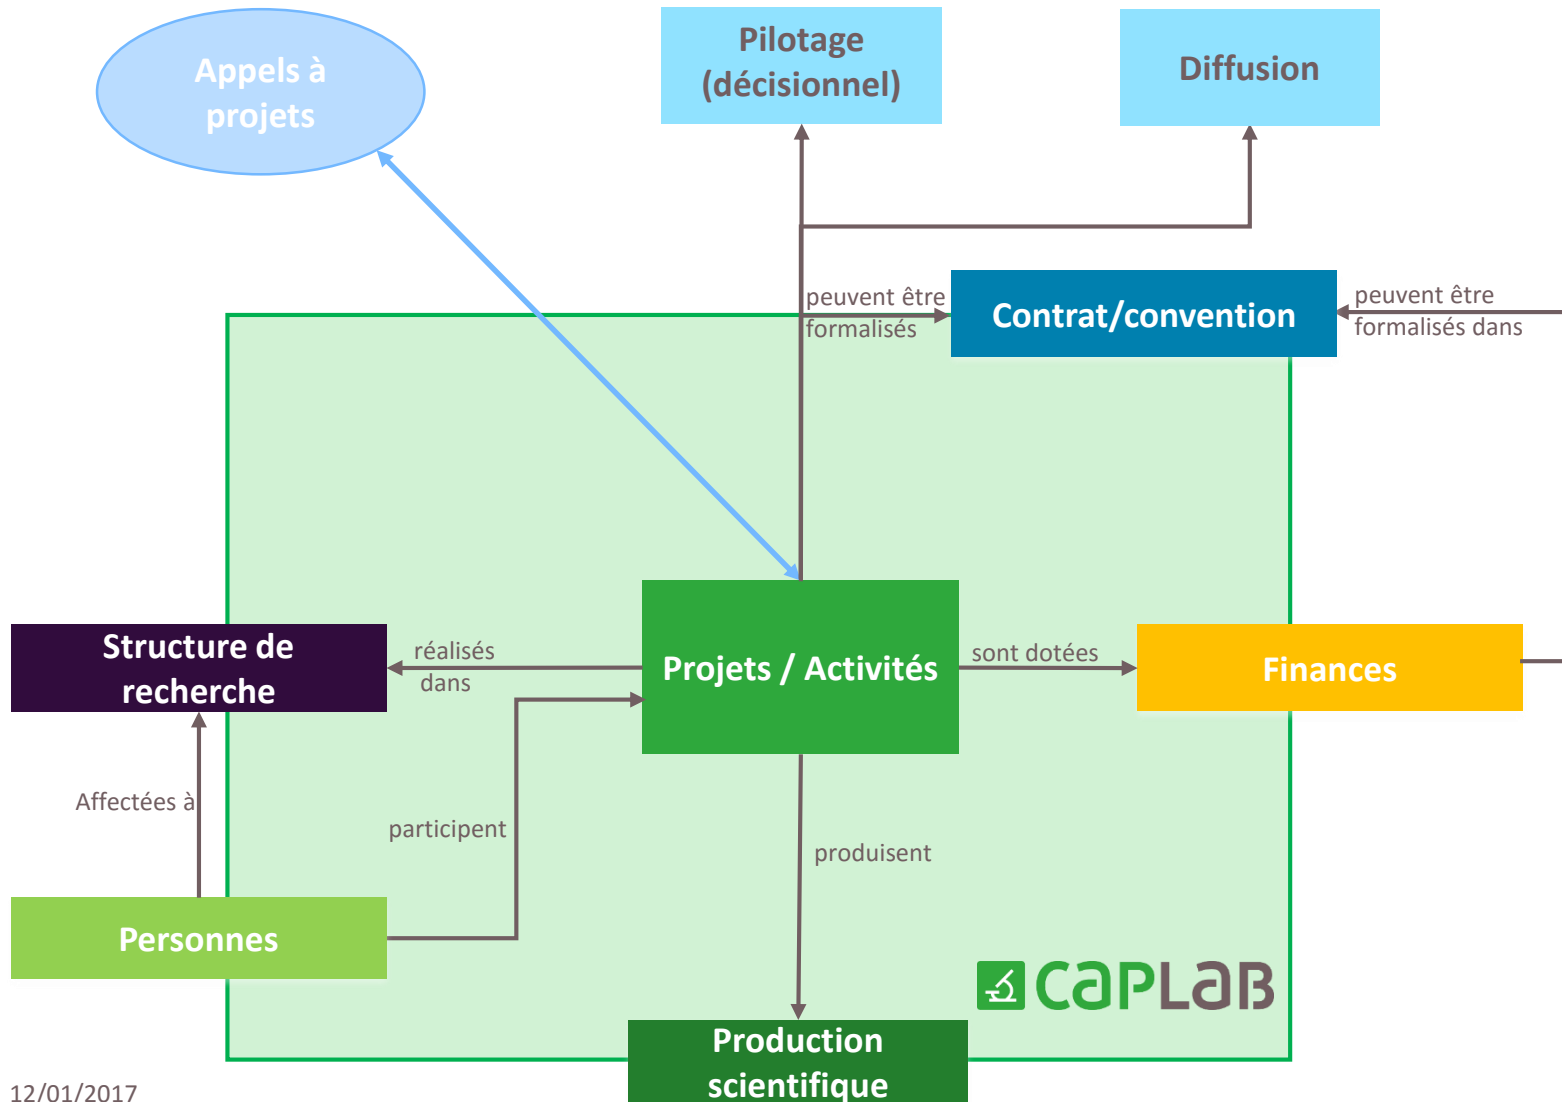 Appels à
projets
Pilotage
(décisionnel)
Diffusion
peuvent être
formalisés
Contrat/convention
peuvent être
formalisés dans
Structure de
recherche
réalisés
dans
Projets / Activités
sont dotées
Finances
Affectées à
participent
produisent
Personnes
CAPLAB
Production
scientifique
12/01/2017